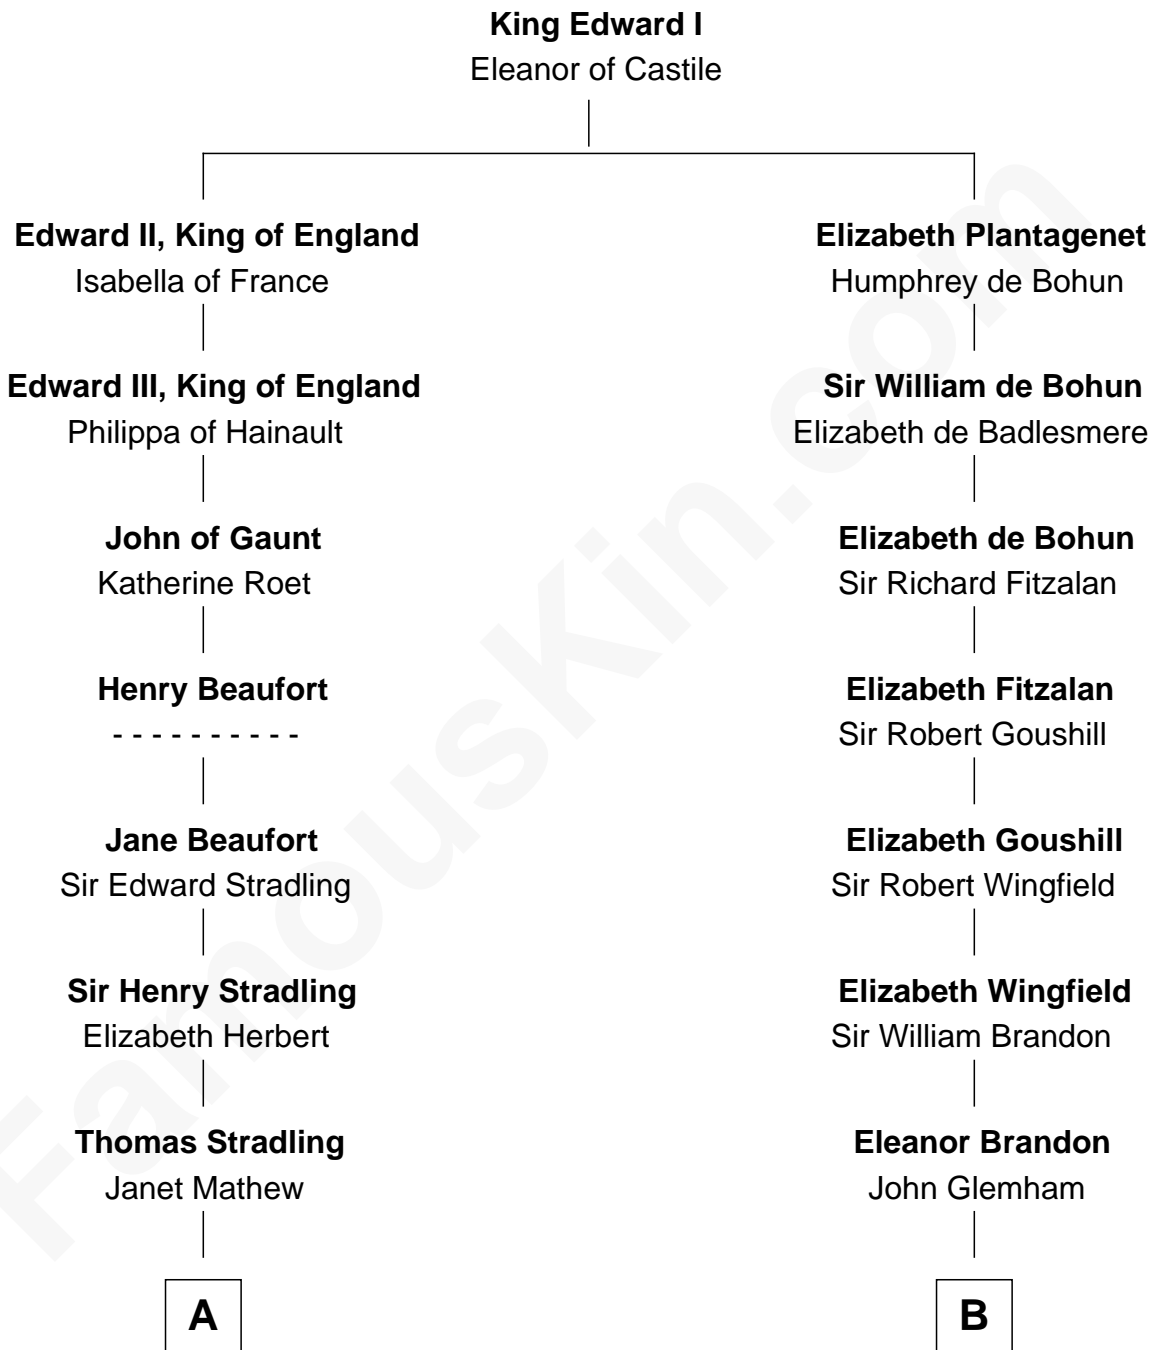 King Edward I
Eleanor of Castile
Edward II, King of England
Isabella of France
Elizabeth Plantagenet
Humphrey de Bohun
Edward III, King of England
Philippa of Hainault
Sir William de Bohun
Elizabeth de Badlesmere
John of Gaunt
Katherine Roet
Elizabeth de Bohun
Sir Richard Fitzalan
Henry Beaufort
- - - - - - - - - -
Elizabeth Fitzalan
Sir Robert Goushill
Jane Beaufort
Sir Edward Stradling
Elizabeth Goushill
Sir Robert Wingfield
Sir Henry Stradling
Elizabeth Herbert
Elizabeth Wingfield
Sir William Brandon
Thomas Stradling
Janet Mathew
Eleanor Brandon
John Glemham
A
B
FamousKin.com